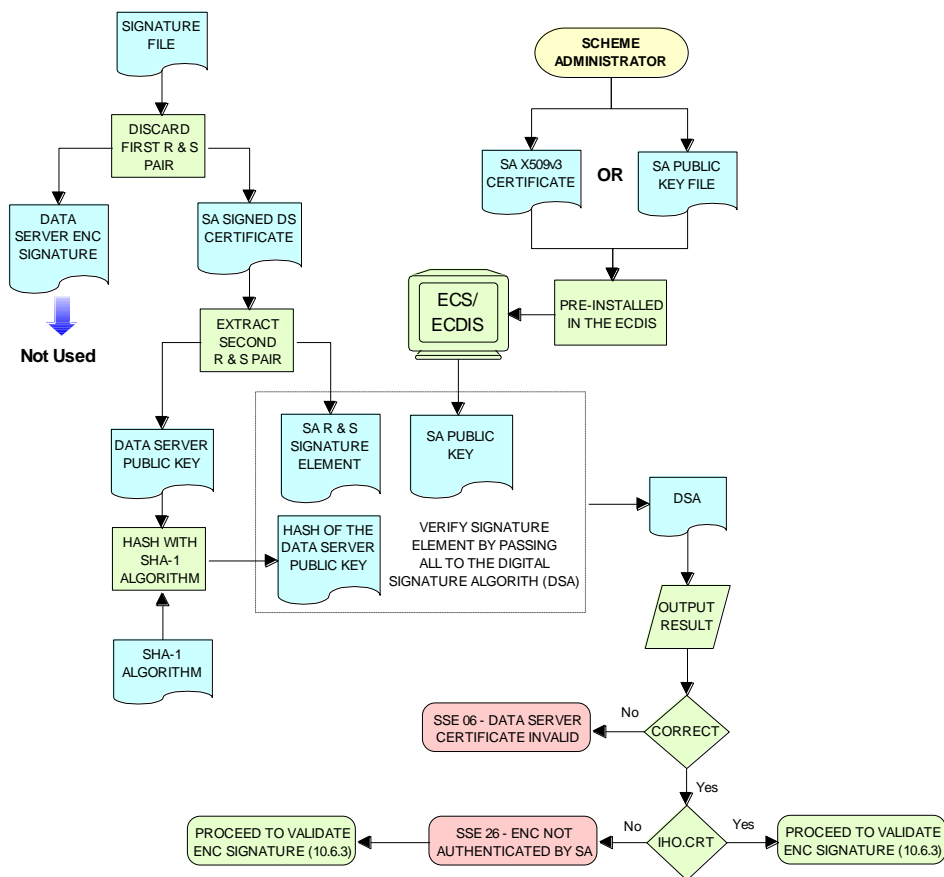 SIGNATURE
FILE
DISCARD
FIRST R & S
PAIR
DATA
SERVER ENC
SIGNATURE
Not Used
SA SIGNED DS
CERTIFICATE
EXTRACT
SECOND
R & S PAIR
DATA SERVER
PUBLIC KEY
HASH WITH
SHA-1
ALGORITHM
SHA-1
ALGORITHM
SCHEME
ADMINISTRATOR
SA X509v3
CERTIFICATE
OR
SA PUBLIC
KEY FILE
PRE-INSTALLED
IN THE ECDIS
ECS/
ECDIS
SA R & S
SIGNATURE
ELEMENT
SA PUBLIC
KEY
HASH OF THE
DATA SERVER
PUBLIC KEY
VERIFY SIGNATURE
ELEMENT BY PASSING
ALL TO THE DIGITAL
SIGNATURE ALGORITH (DSA)
DSA
OUTPUT
RESULT
CORRECT
No
SSE 06 - DATA SERVER
CERTIFICATE INVALID
Yes
IHO.CRT
No
SSE 26 - ENC NOT
AUTHENTICATED BY SA
PROCEED TO VALIDATE
ENC SIGNATURE (10.6.3)
Yes
PROCEED TO VALIDATE
ENC SIGNATURE (10.6.3)